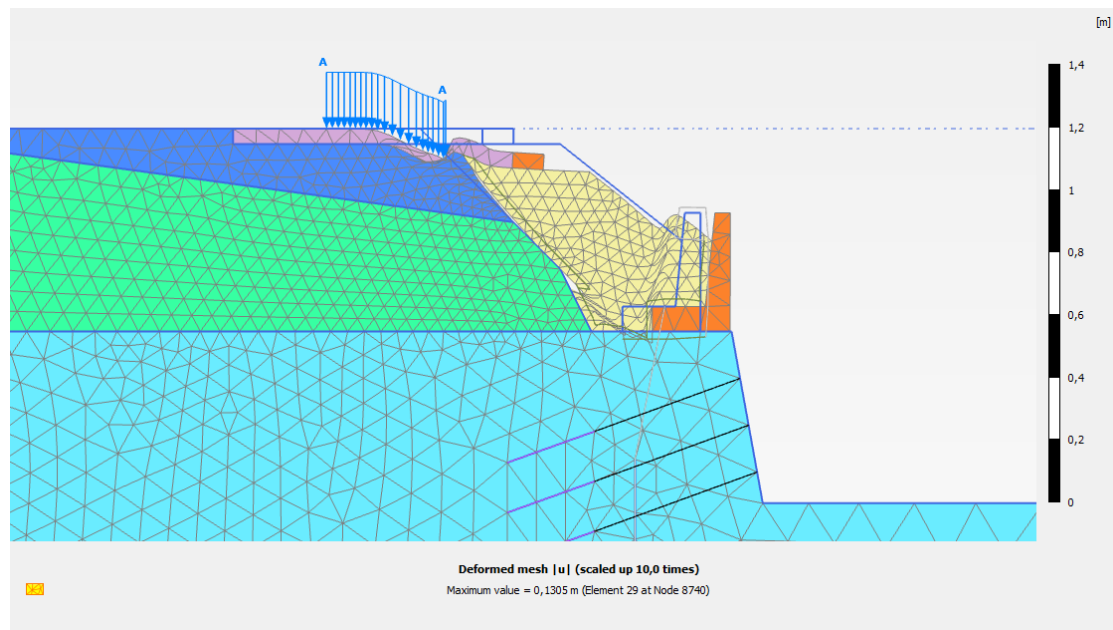 [m]
A
A
1,4
1,2
1
0,8
0,6
0,4
0,2
0
Deformed mesh |u| (scaled up 10,0 times)
Maximum value = 0,1305 m (Element 29 at Node 8740)